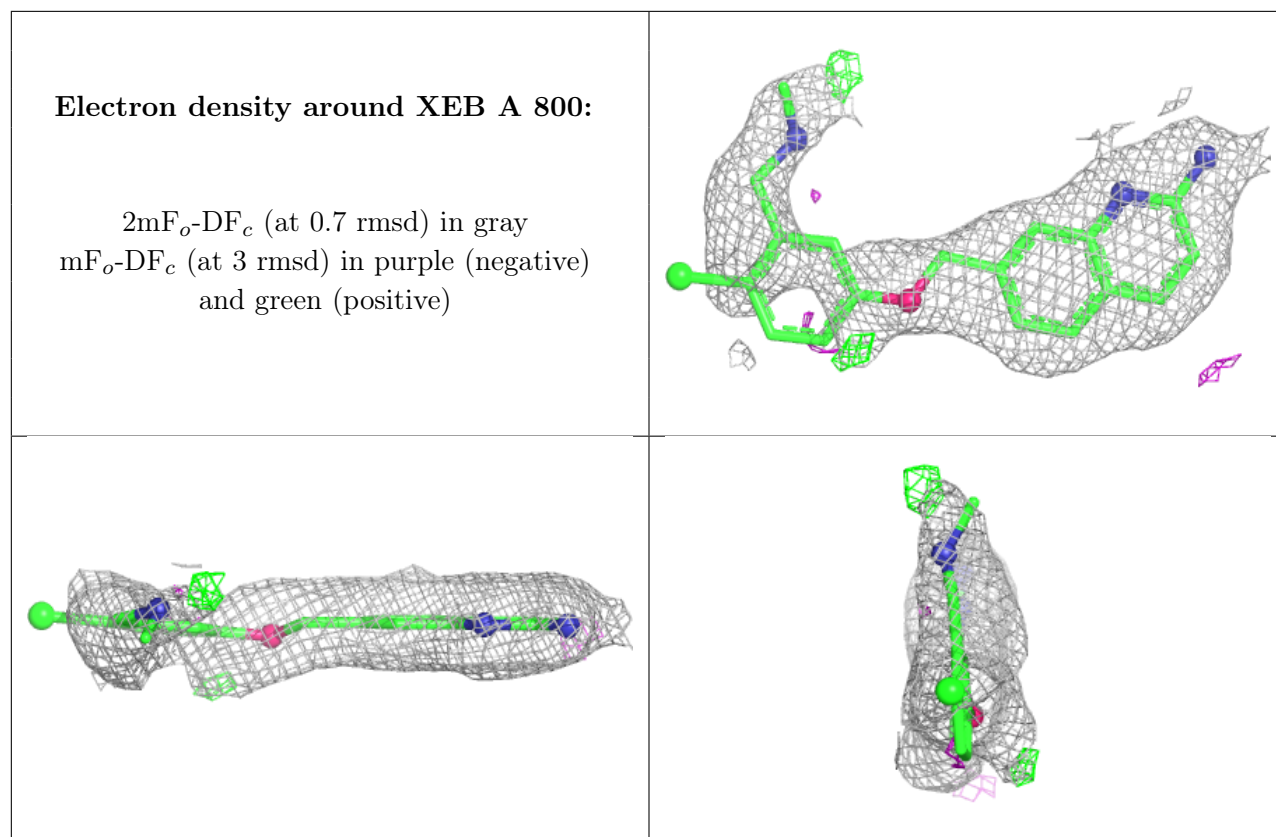 Electron density around XEB A 800:
2mFo-DFc (at 0.7 rmsd) in gray
mFo-DFc (at 3 rmsd) in purple (negative)
and green (positive)